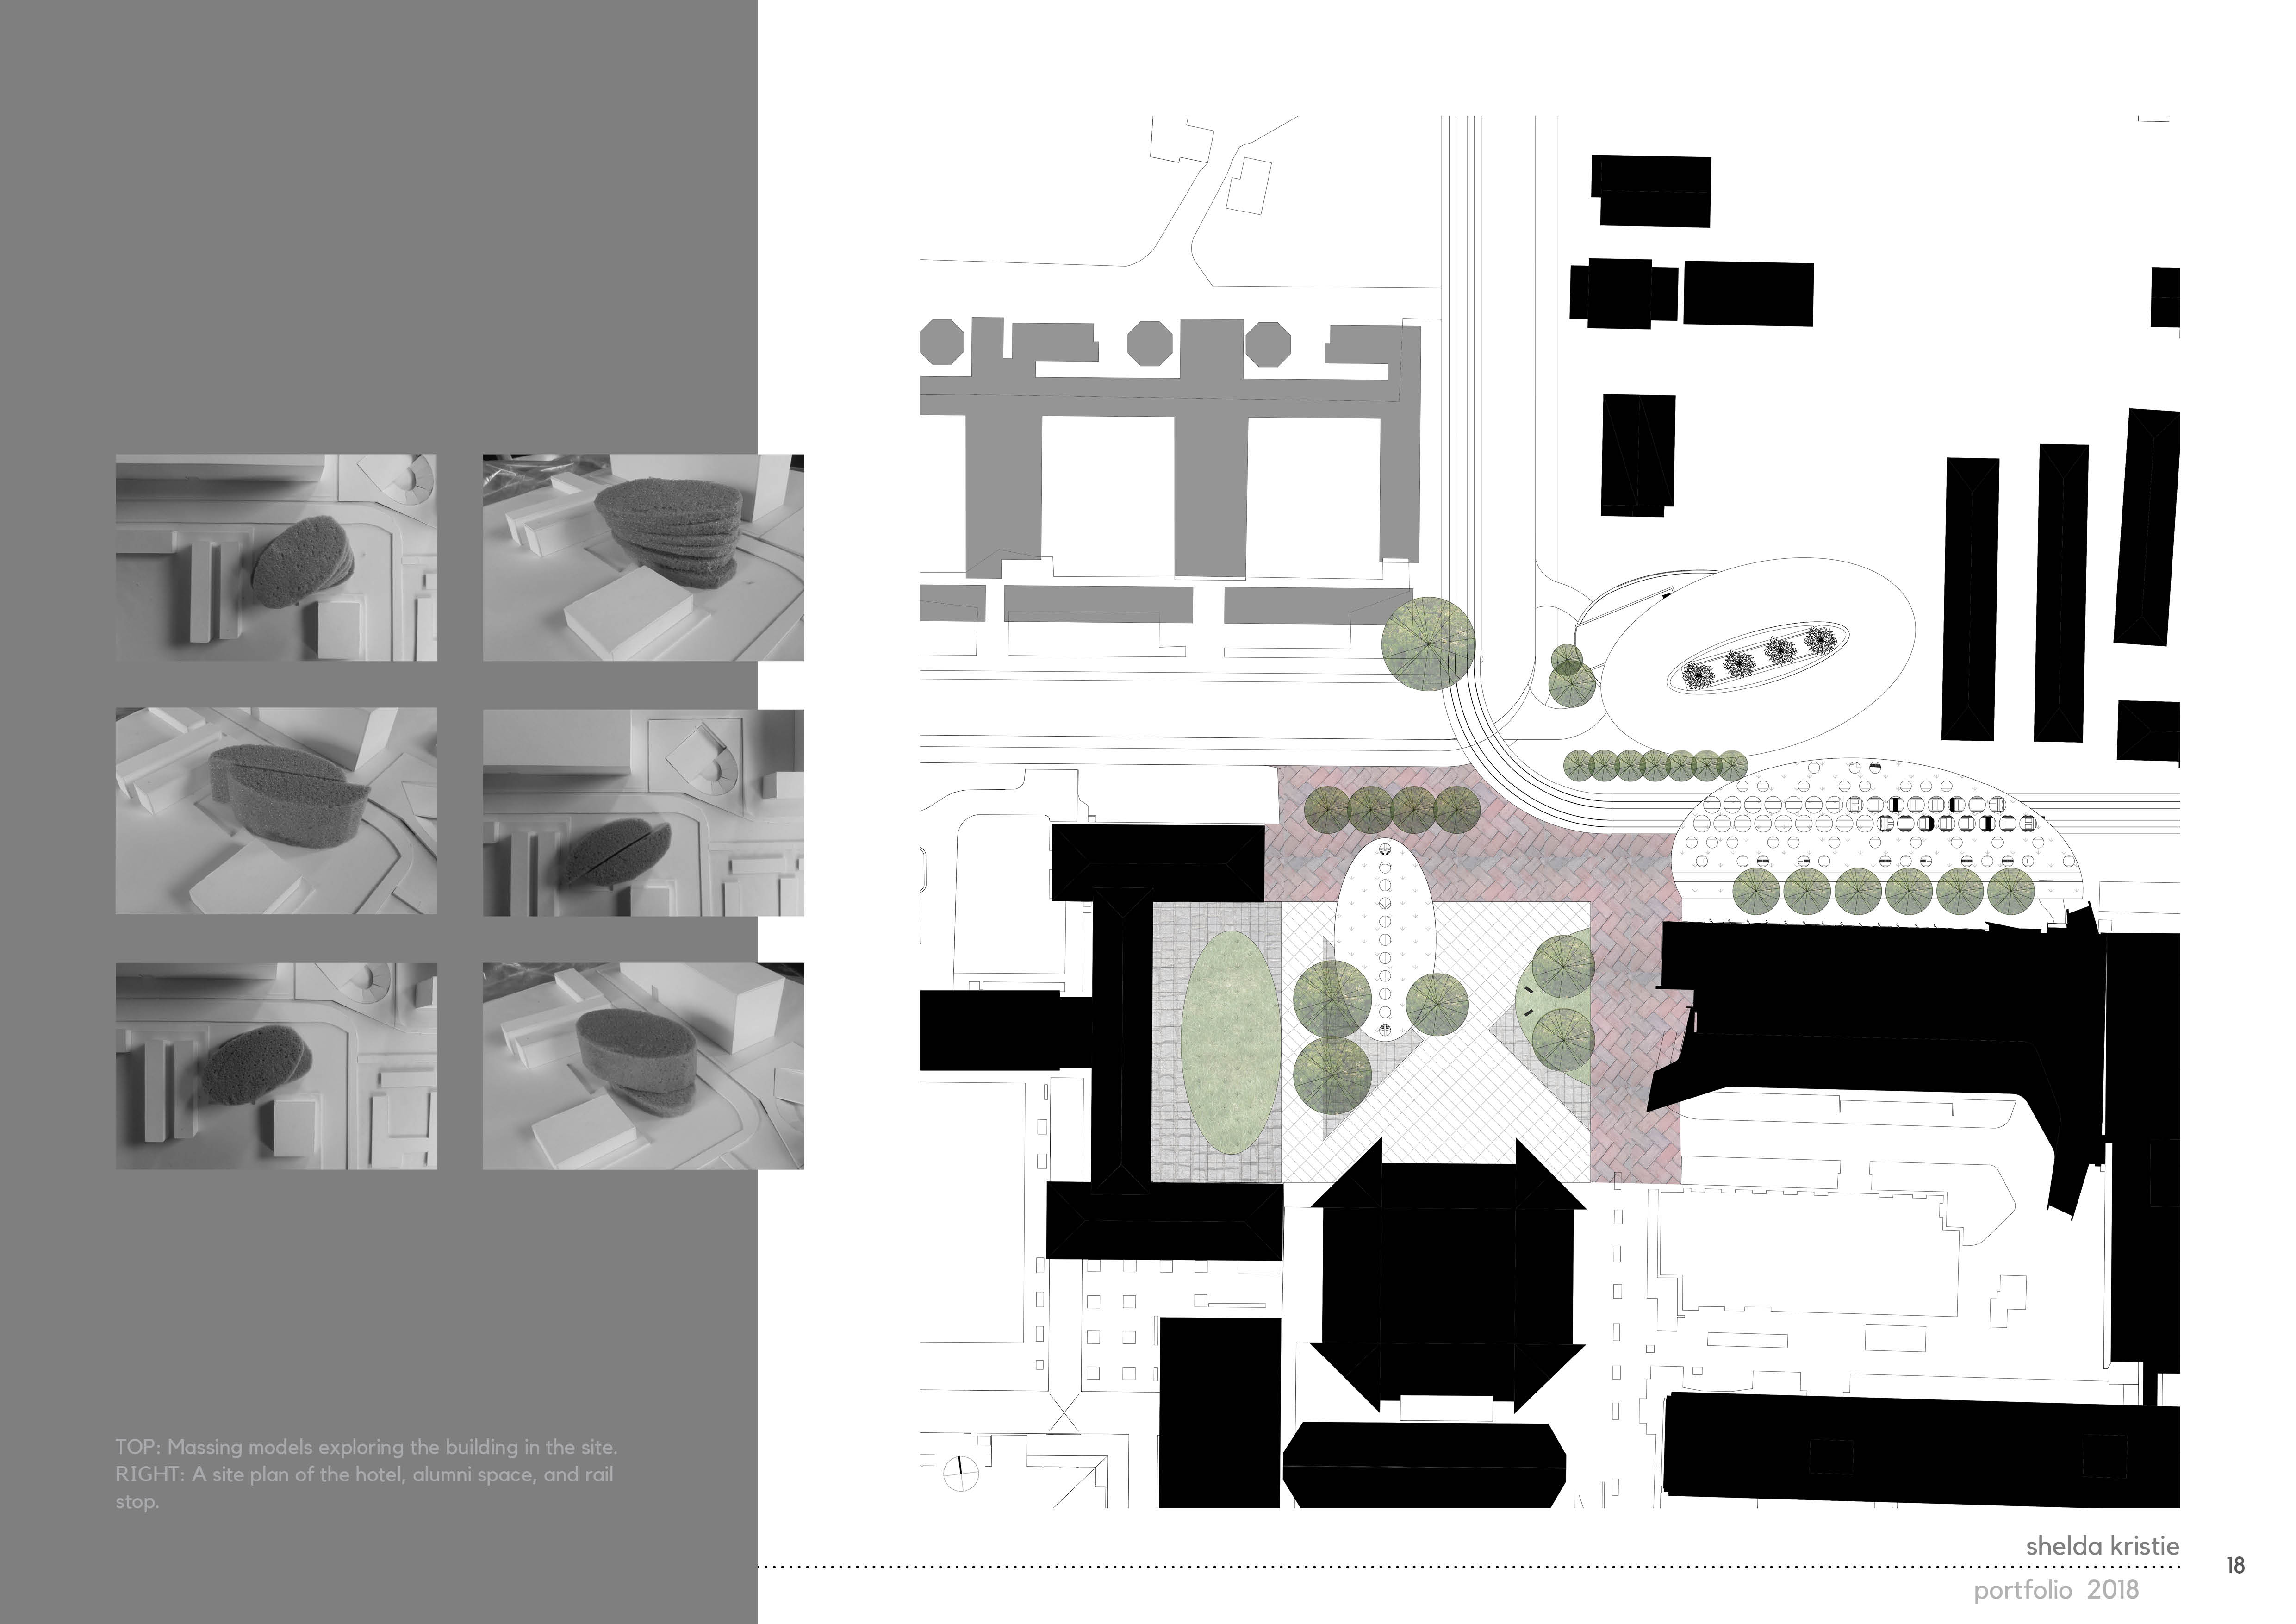 TOP: Massing models exploring the building in the site.
RIGHT: A site plan of the hotel, alumni space, and rail
stop.
shelda kristie
18
portfolio 2018